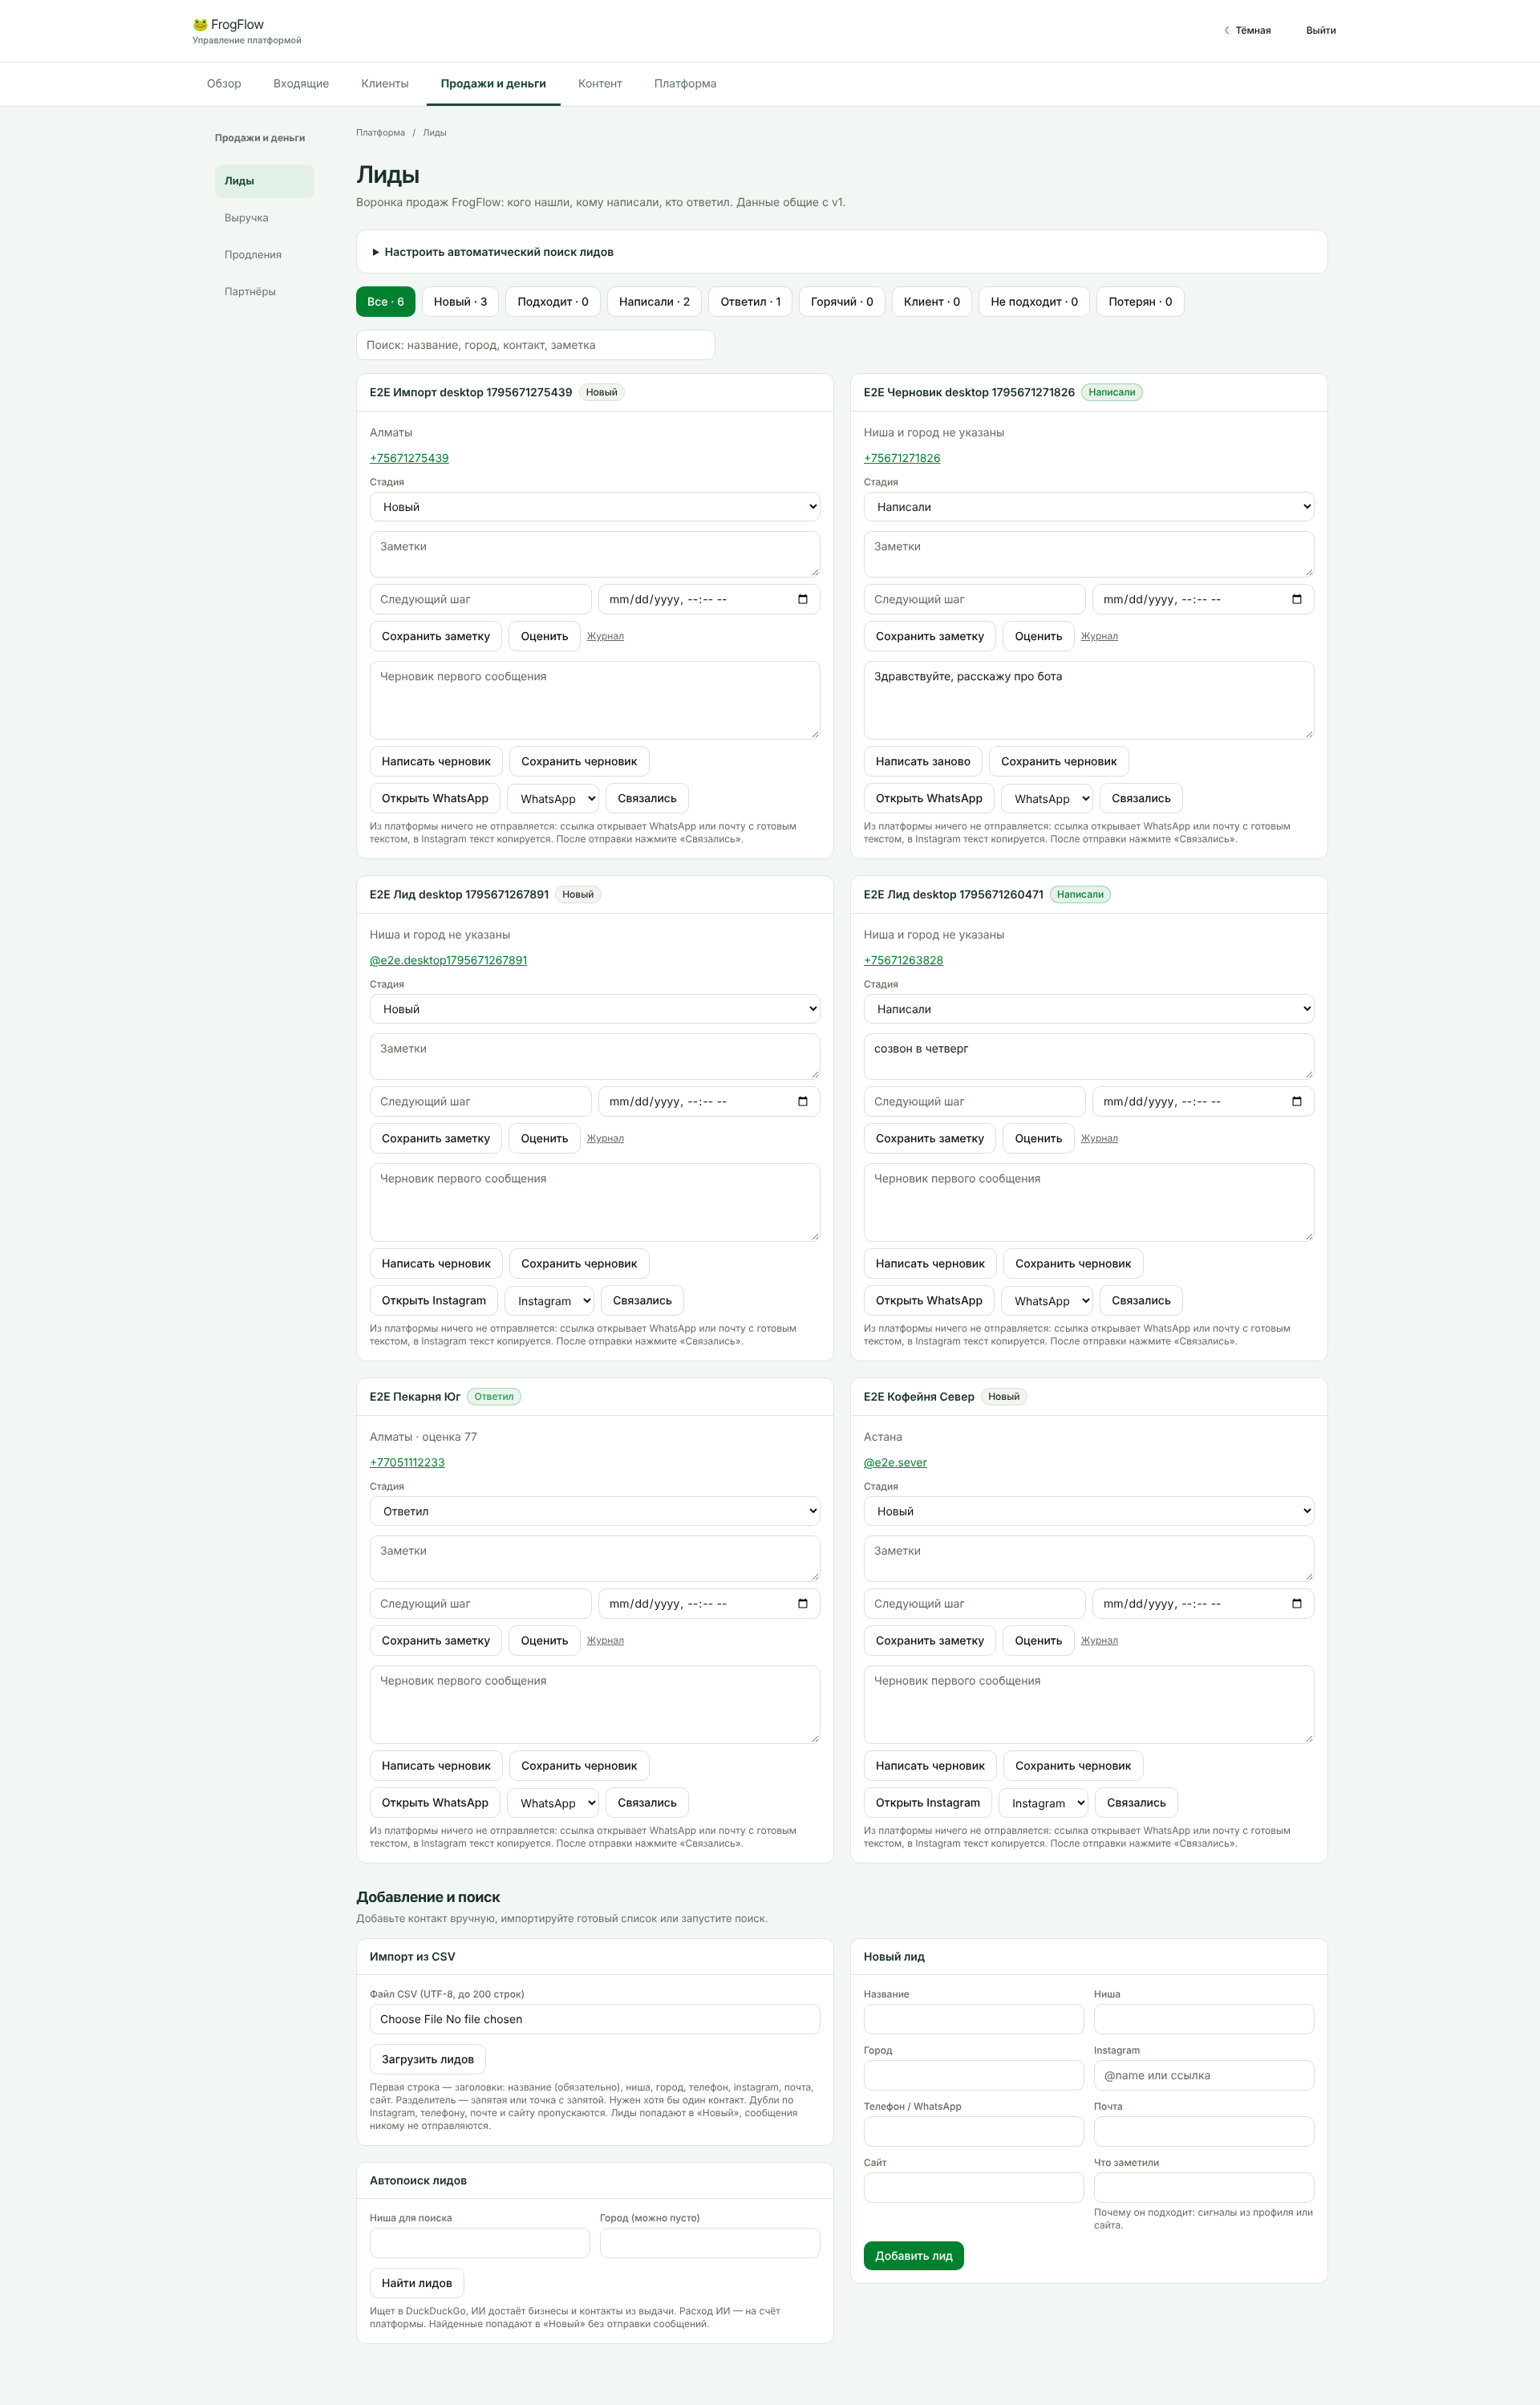 🐸 FrogFlow
Управление платформой
☾ Тёмная
Выйти
Обзор
Входящие
Клиенты
Продажи и деньги
Контент
Платформа
Продажи и деньги
Лиды
Выручка
Продления
Партнёры
Платформа / Лиды
Лиды
Воронка продаж FrogFlow: кого нашли, кому написали, кто ответил. Данные общие с v1.
▶ Настроить автоматический поиск лидов
Все · 6
Новый · 3
Подходит · 0
Написали · 2
Ответил · 1
Горячий · 0
Клиент · 0
Не подходит · 0
Потерян · 0
Поиск: название, город, контакт, заметка
E2E Импорт desktop 1795671275439 Новый
Алматы
+75671275439
Стадия
Новый
Заметки
Следующий шаг
mm/dd/yyyy, --:-- --
Сохранить заметку
Оценить
Журнал
Черновик первого сообщения
Написать черновик
Сохранить черновик
Открыть WhatsApp
WhatsApp
Связались
Из платформы ничего не отправляется: ссылка открывает WhatsApp или почту с готовым
текстом, в Instagram текст копируется. После отправки нажмите «Связались».
E2E Черновик desktop 1795671271826 Написали
Ниша и город не указаны
+75671271826
Стадия
Написали
Заметки
Следующий шаг
mm/dd/yyyy, --:-- --
Сохранить заметку
Оценить
Журнал
Здравствуйте, расскажу про бота
Написать заново
Сохранить черновик
Открыть WhatsApp
WhatsApp
Связались
Из платформы ничего не отправляется: ссылка открывает WhatsApp или почту с готовым
текстом, в Instagram текст копируется. После отправки нажмите «Связались».
E2E Лид desktop 1795671267891 Новый
Ниша и город не указаны
@e2e.desktop1795671267891
Стадия
Новый
Заметки
Следующий шаг
mm/dd/yyyy, --:-- --
Сохранить заметку
Оценить
Журнал
Черновик первого сообщения
Написать черновик
Сохранить черновик
Открыть Instagram
Instagram
Связались
Из платформы ничего не отправляется: ссылка открывает WhatsApp или почту с готовым
текстом, в Instagram текст копируется. После отправки нажмите «Связались».
E2E Лид desktop 1795671260471 Написали
Ниша и город не указаны
+75671263828
Стадия
Написали
созвон в четверг
Следующий шаг
mm/dd/yyyy, --:-- --
Сохранить заметку
Оценить
Журнал
Черновик первого сообщения
Написать черновик
Сохранить черновик
Открыть WhatsApp
WhatsApp
Связались
Из платформы ничего не отправляется: ссылка открывает WhatsApp или почту с готовым
текстом, в Instagram текст копируется. После отправки нажмите «Связались».
E2E Пекарня Юг Ответил
Алматы · оценка 77
+77051112233
Стадия
Ответил
Заметки
Следующий шаг
mm/dd/yyyy, --:-- --
Сохранить заметку
Оценить
Журнал
Черновик первого сообщения
Написать черновик
Сохранить черновик
Открыть WhatsApp
WhatsApp
Связались
Из платформы ничего не отправляется: ссылка открывает WhatsApp или почту с готовым
текстом, в Instagram текст копируется. После отправки нажмите «Связались».
E2E Кофейня Север Новый
Астана
@e2e.sever
Стадия
Новый
Заметки
Следующий шаг
mm/dd/yyyy, --:-- --
Сохранить заметку
Оценить
Журнал
Черновик первого сообщения
Написать черновик
Сохранить черновик
Открыть Instagram
Instagram
Связались
Из платформы ничего не отправляется: ссылка открывает WhatsApp или почту с готовым
текстом, в Instagram текст копируется. После отправки нажмите «Связались».
Добавление и поиск
Добавьте контакт вручную, импортируйте готовый список или запустите поиск.
Импорт из CSV
Файл CSV (UTF-8, до 200 строк)
Choose File No file chosen
Загрузить лидов
Первая строка — заголовки: название (обязательно), ниша, город, телефон, instagram, почта,
сайт. Разделитель — запятая или точка с запятой. Нужен хотя бы один контакт. Дубли по
Instagram, телефону, почте и сайту пропускаются. Лиды попадают в «Новый», сообщения
никому не отправляются.
Автопоиск лидов
Ниша для поиска
Город (можно пусто)
Найти лидов
Ищет в DuckDuckGo, ИИ достаёт бизнесы и контакты из выдачи. Расход ИИ — на счёт
платформы. Найденные попадают в «Новый» без отправки сообщений.
Новый лид
Название
Ниша
Город
Instagram
@name или ссылка
Телефон / WhatsApp
Почта
Сайт
Что заметили
Почему он подходит: сигналы из профиля или
сайта.
Добавить лид